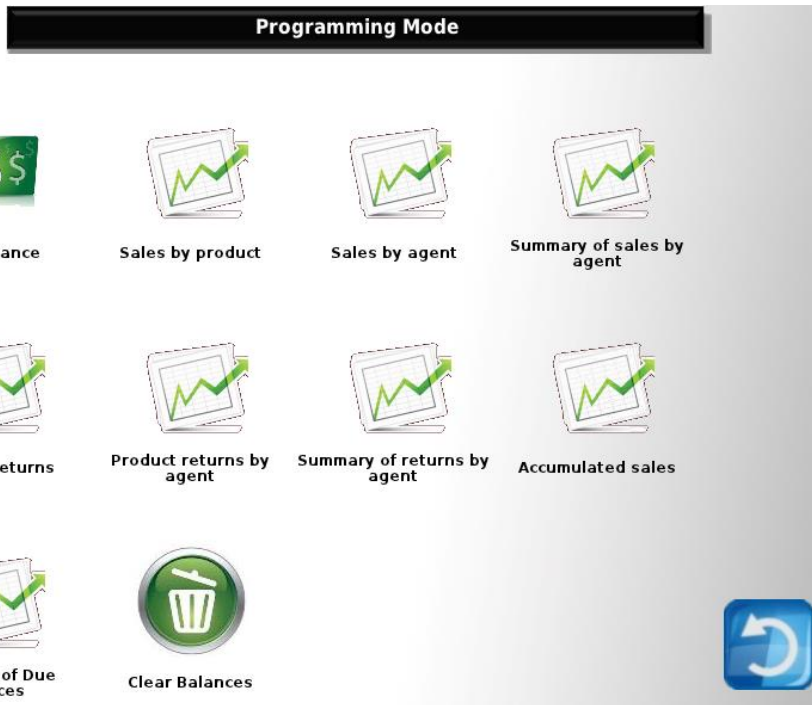 Programming Mode
ance
Sales by product
Sales by agent
Summary of sales by
agent
eturns
Product returns by
agent
Summary of returns by
agent
Accumulated sales
of Due
ces
Clear Balances